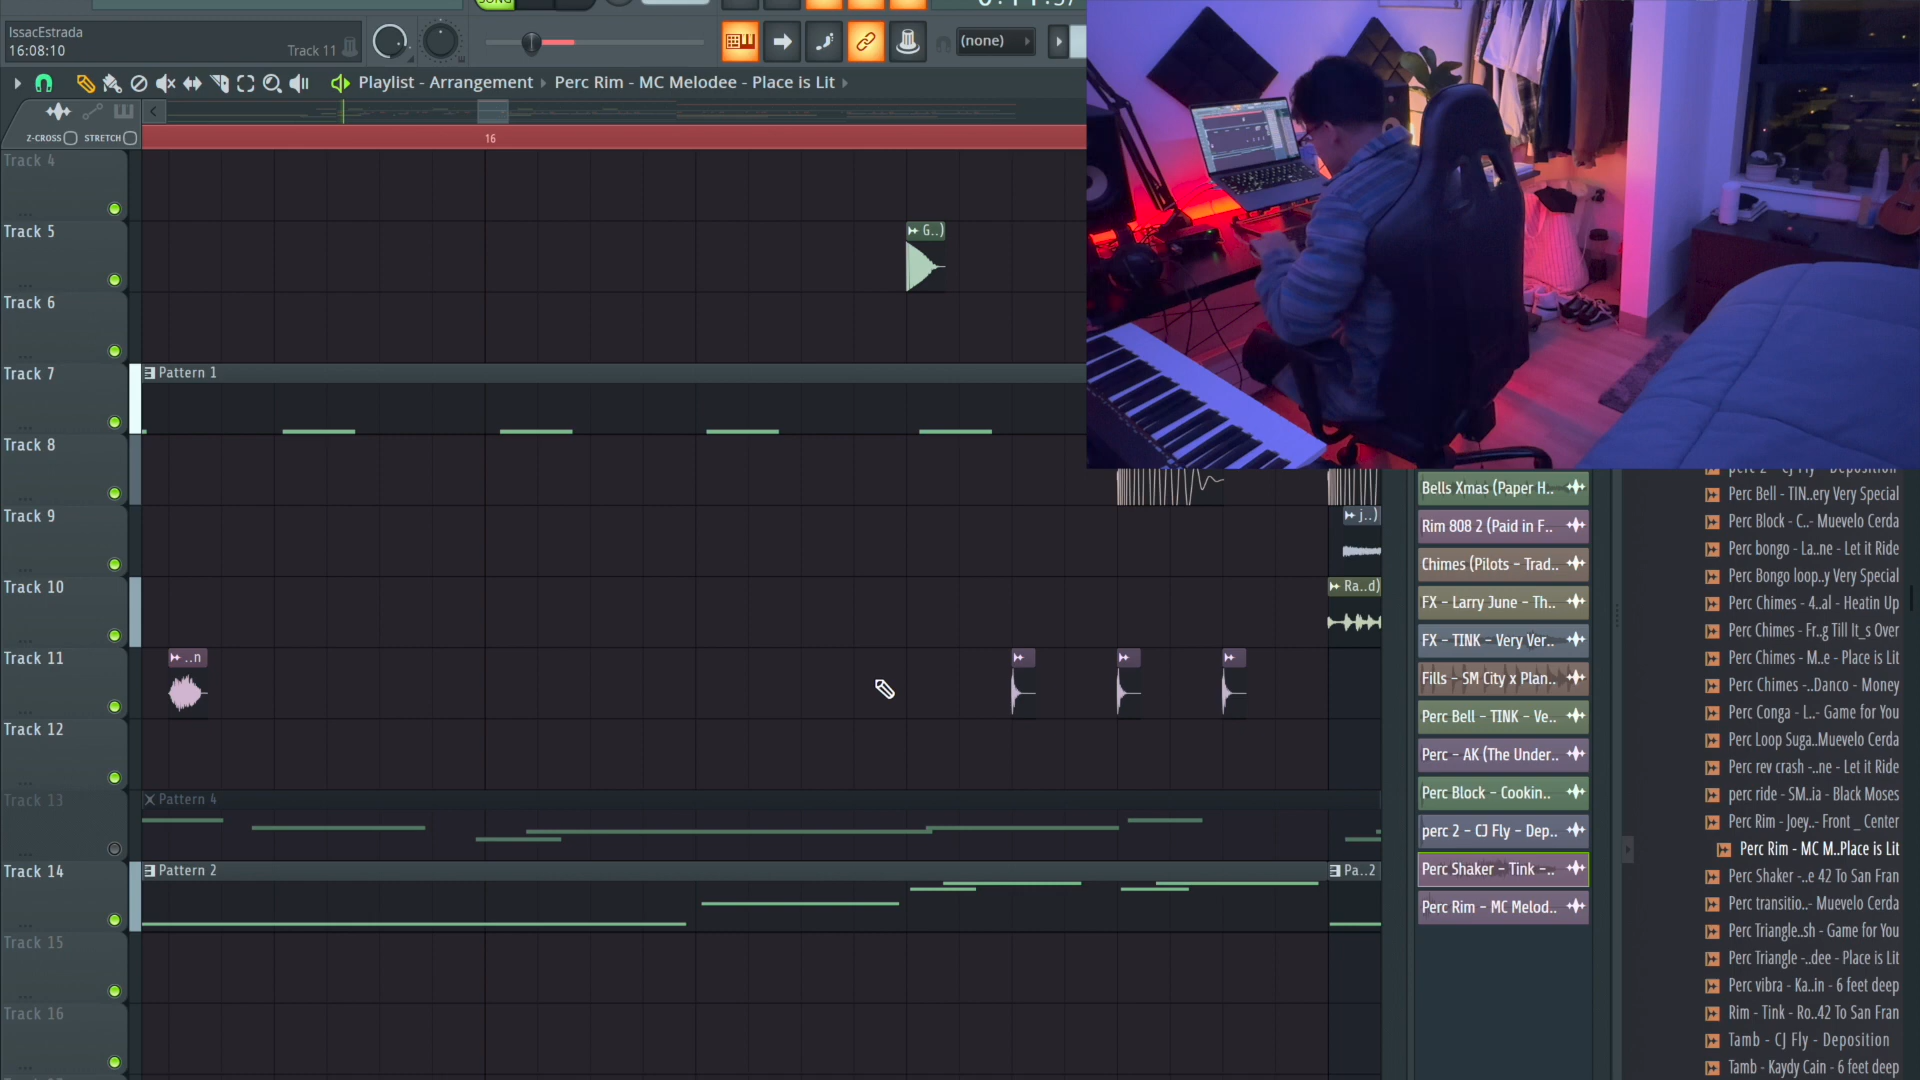 SONG
IssacEstrada
16:08:10
Track 11
(none)
Playlist - Arrangement
Perc Rim - MC Melodee - Place is Lit
Z-CROSS
STRETCH
16
Track 4
Track 5
G..)
Track 6
Track 7
Pattern 1
Track 8
Track 9
j..)
Track 10
Ra..d)
Track 11
..n
Track 12
Track 13
Pattern 4
Track 14
Pattern 2
Pa..2
Track 15
Track 16
Bells Xmas (Paper H..
Rim 808 2 (Paid in F..
Chimes (Pilots - Trad..
FX - Larry June - Th..
FX - TINK - Very Ver..
Fills - SM City x Plan..
Perc Bell - TINK - Ve..
Perc - AK (The Under..
Perc Block - Cookin..
perc 2 - CJ Fly - Dep..
Perc Shaker - Tink -..
Perc Rim - MC Melod..
perc 2 - CJ Fly - Deposition
Perc Bell - TIN..ery Very Special
Perc Block - C..- Muevelo Cerda
Perc bongo - La..ne - Let it Ride
Perc Bongo loop..y Very Special
Perc Chimes - 4..al - Heatin Up
Perc Chimes - Fr..g Till It_s Over
Perc Chimes - M..e - Place is Lit
Perc Chimes -..Danco - Money
Perc Conga - L..- Game for You
Perc Loop Suga..Muevelo Cerda
Perc rev crash -..ne - Let it Ride
perc ride - SM..ia - Black Moses
Perc Rim - Joey..- Front _ Center
Perc Rim - MC M..Place is Lit
Perc Shaker -..e 42 To San Fran
Perc transitio..- Muevelo Cerda
Perc Triangle..sh - Game for You
Perc Triangle -..dee - Place is Lit
Perc vibra - Ka..in - 6 feet deep
Rim - Tink - Ro..42 To San Fran
Tamb - CJ Fly - Deposition
Tamb - Kaydy Cain - 6 feet deep